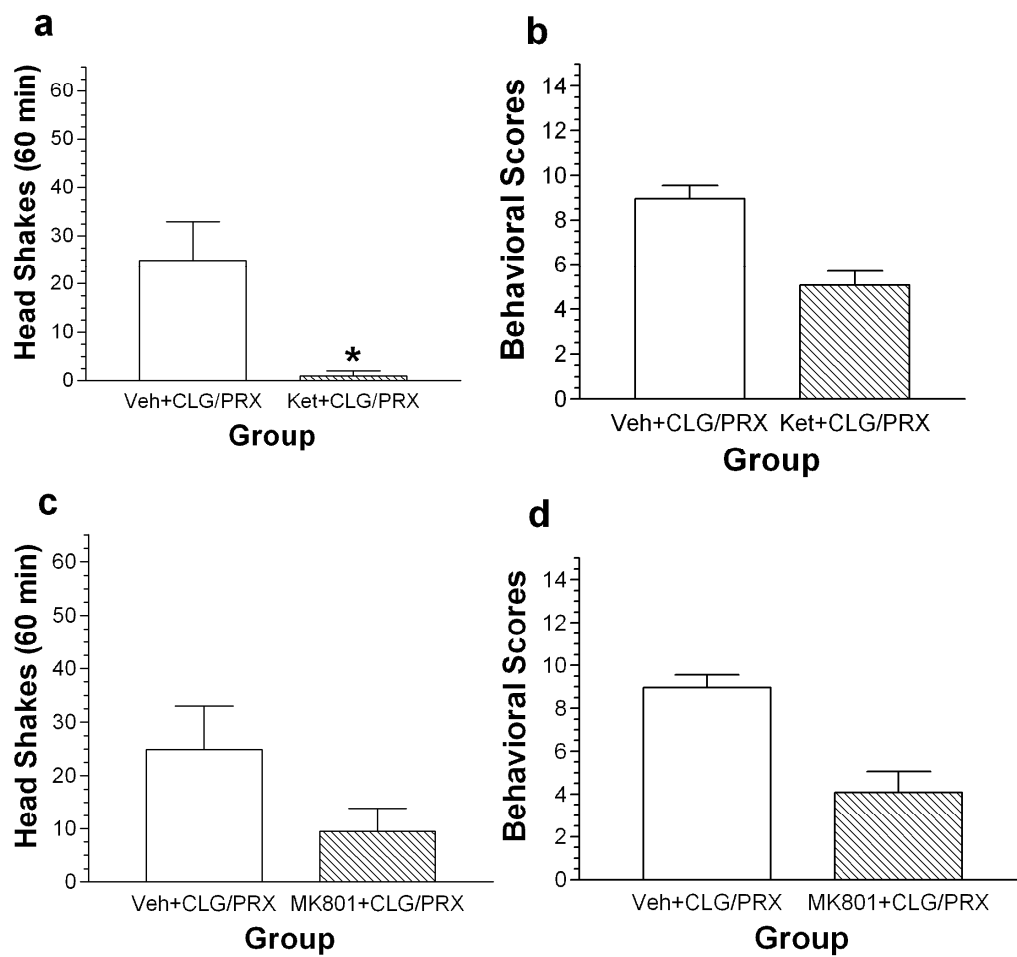 a
Head Shakes (60 min)
60
50
40
30
20
10
0
*
Veh+CLG/PRX Ket+CLG/PRX
Group
b
Behavioral Scores
14
12
10
8
6
4
2
0
Veh+CLG/PRX Ket+CLG/PRX
Group
c
Head Shakes (60 min)
60
50
40
30
20
10
0
Veh+CLG/PRX MK801+CLG/PRX
Group
d
Behavioral Scores
14
12
10
8
6
4
2
0
Veh+CLG/PRX MK801+CLG/PRX
Group